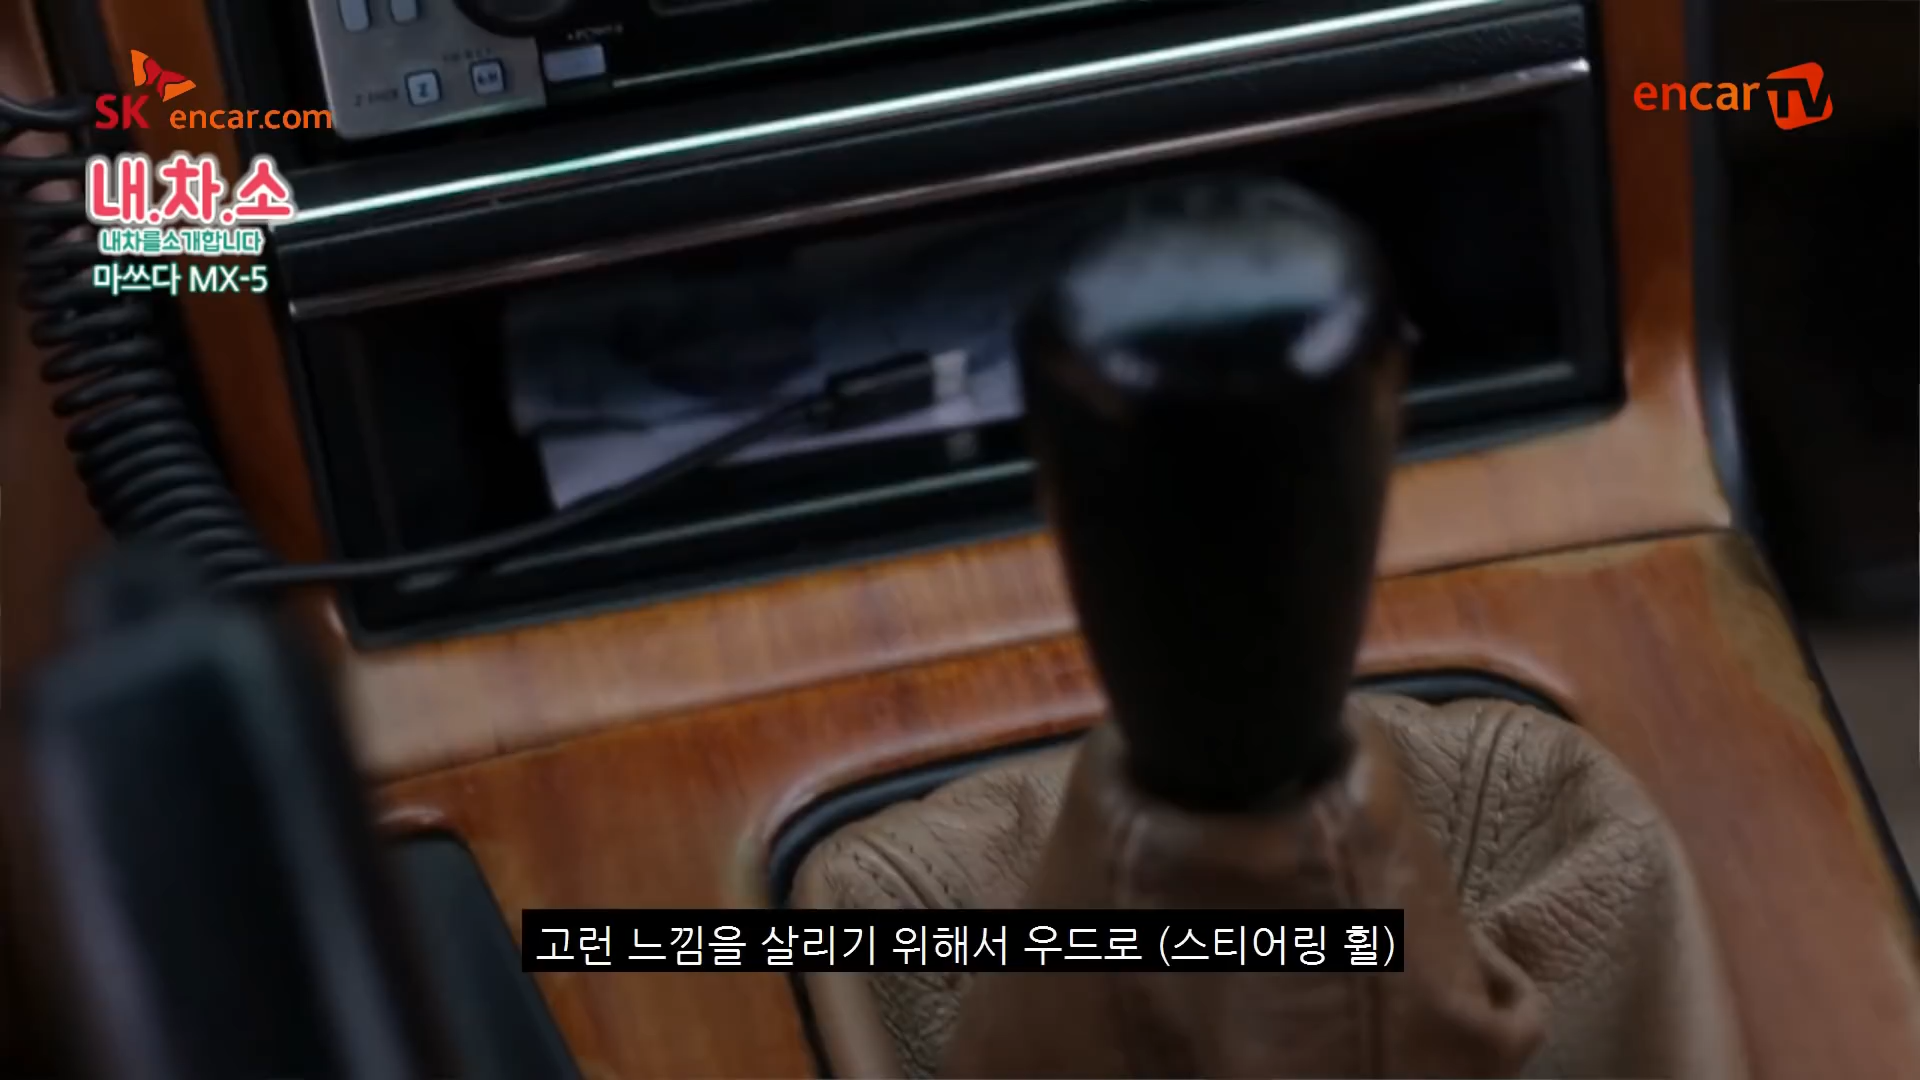 SK encar.com
encar TV
내.차.소
내차를소개합니다
마쓰다 MX-5
Z
고런 느낌을 살리기 위해서 우드로 (스티어링 휠)